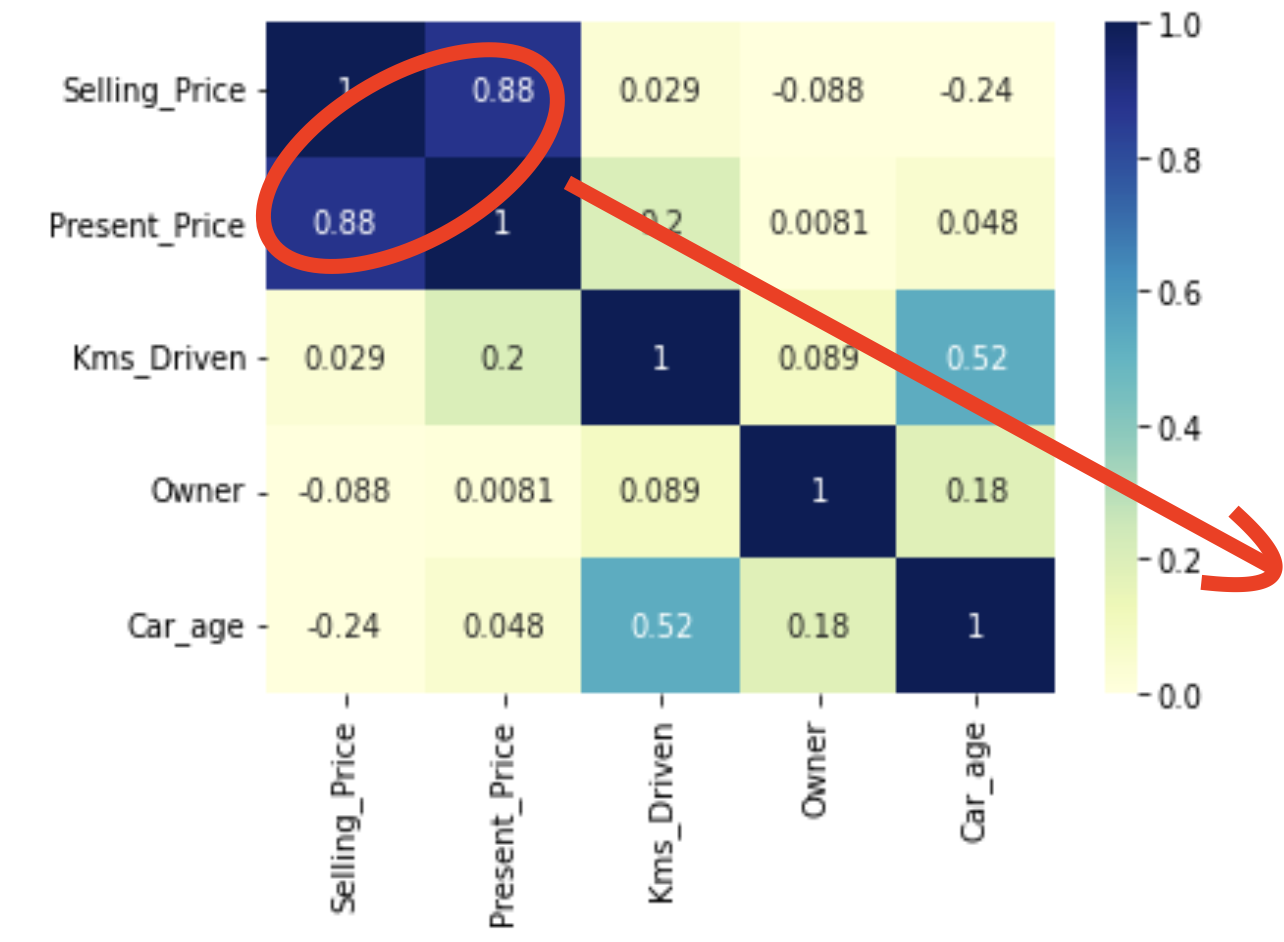 1.0
Selling_Price 1 0.88 0.029 -0.088 -0.24
0.8
Present_Price 0.88 1 0.2 0.0081 0.048
0.6
Kms_Driven 0.029 0.2 1 0.089 0.52
0.4
Owner -0.088 0.0081 0.089 1 0.18
0.2
Car_age -0.24 0.048 0.52 0.18 1
0.0
Selling_Price
Present_Price
Kms_Driven
Owner
Car_age